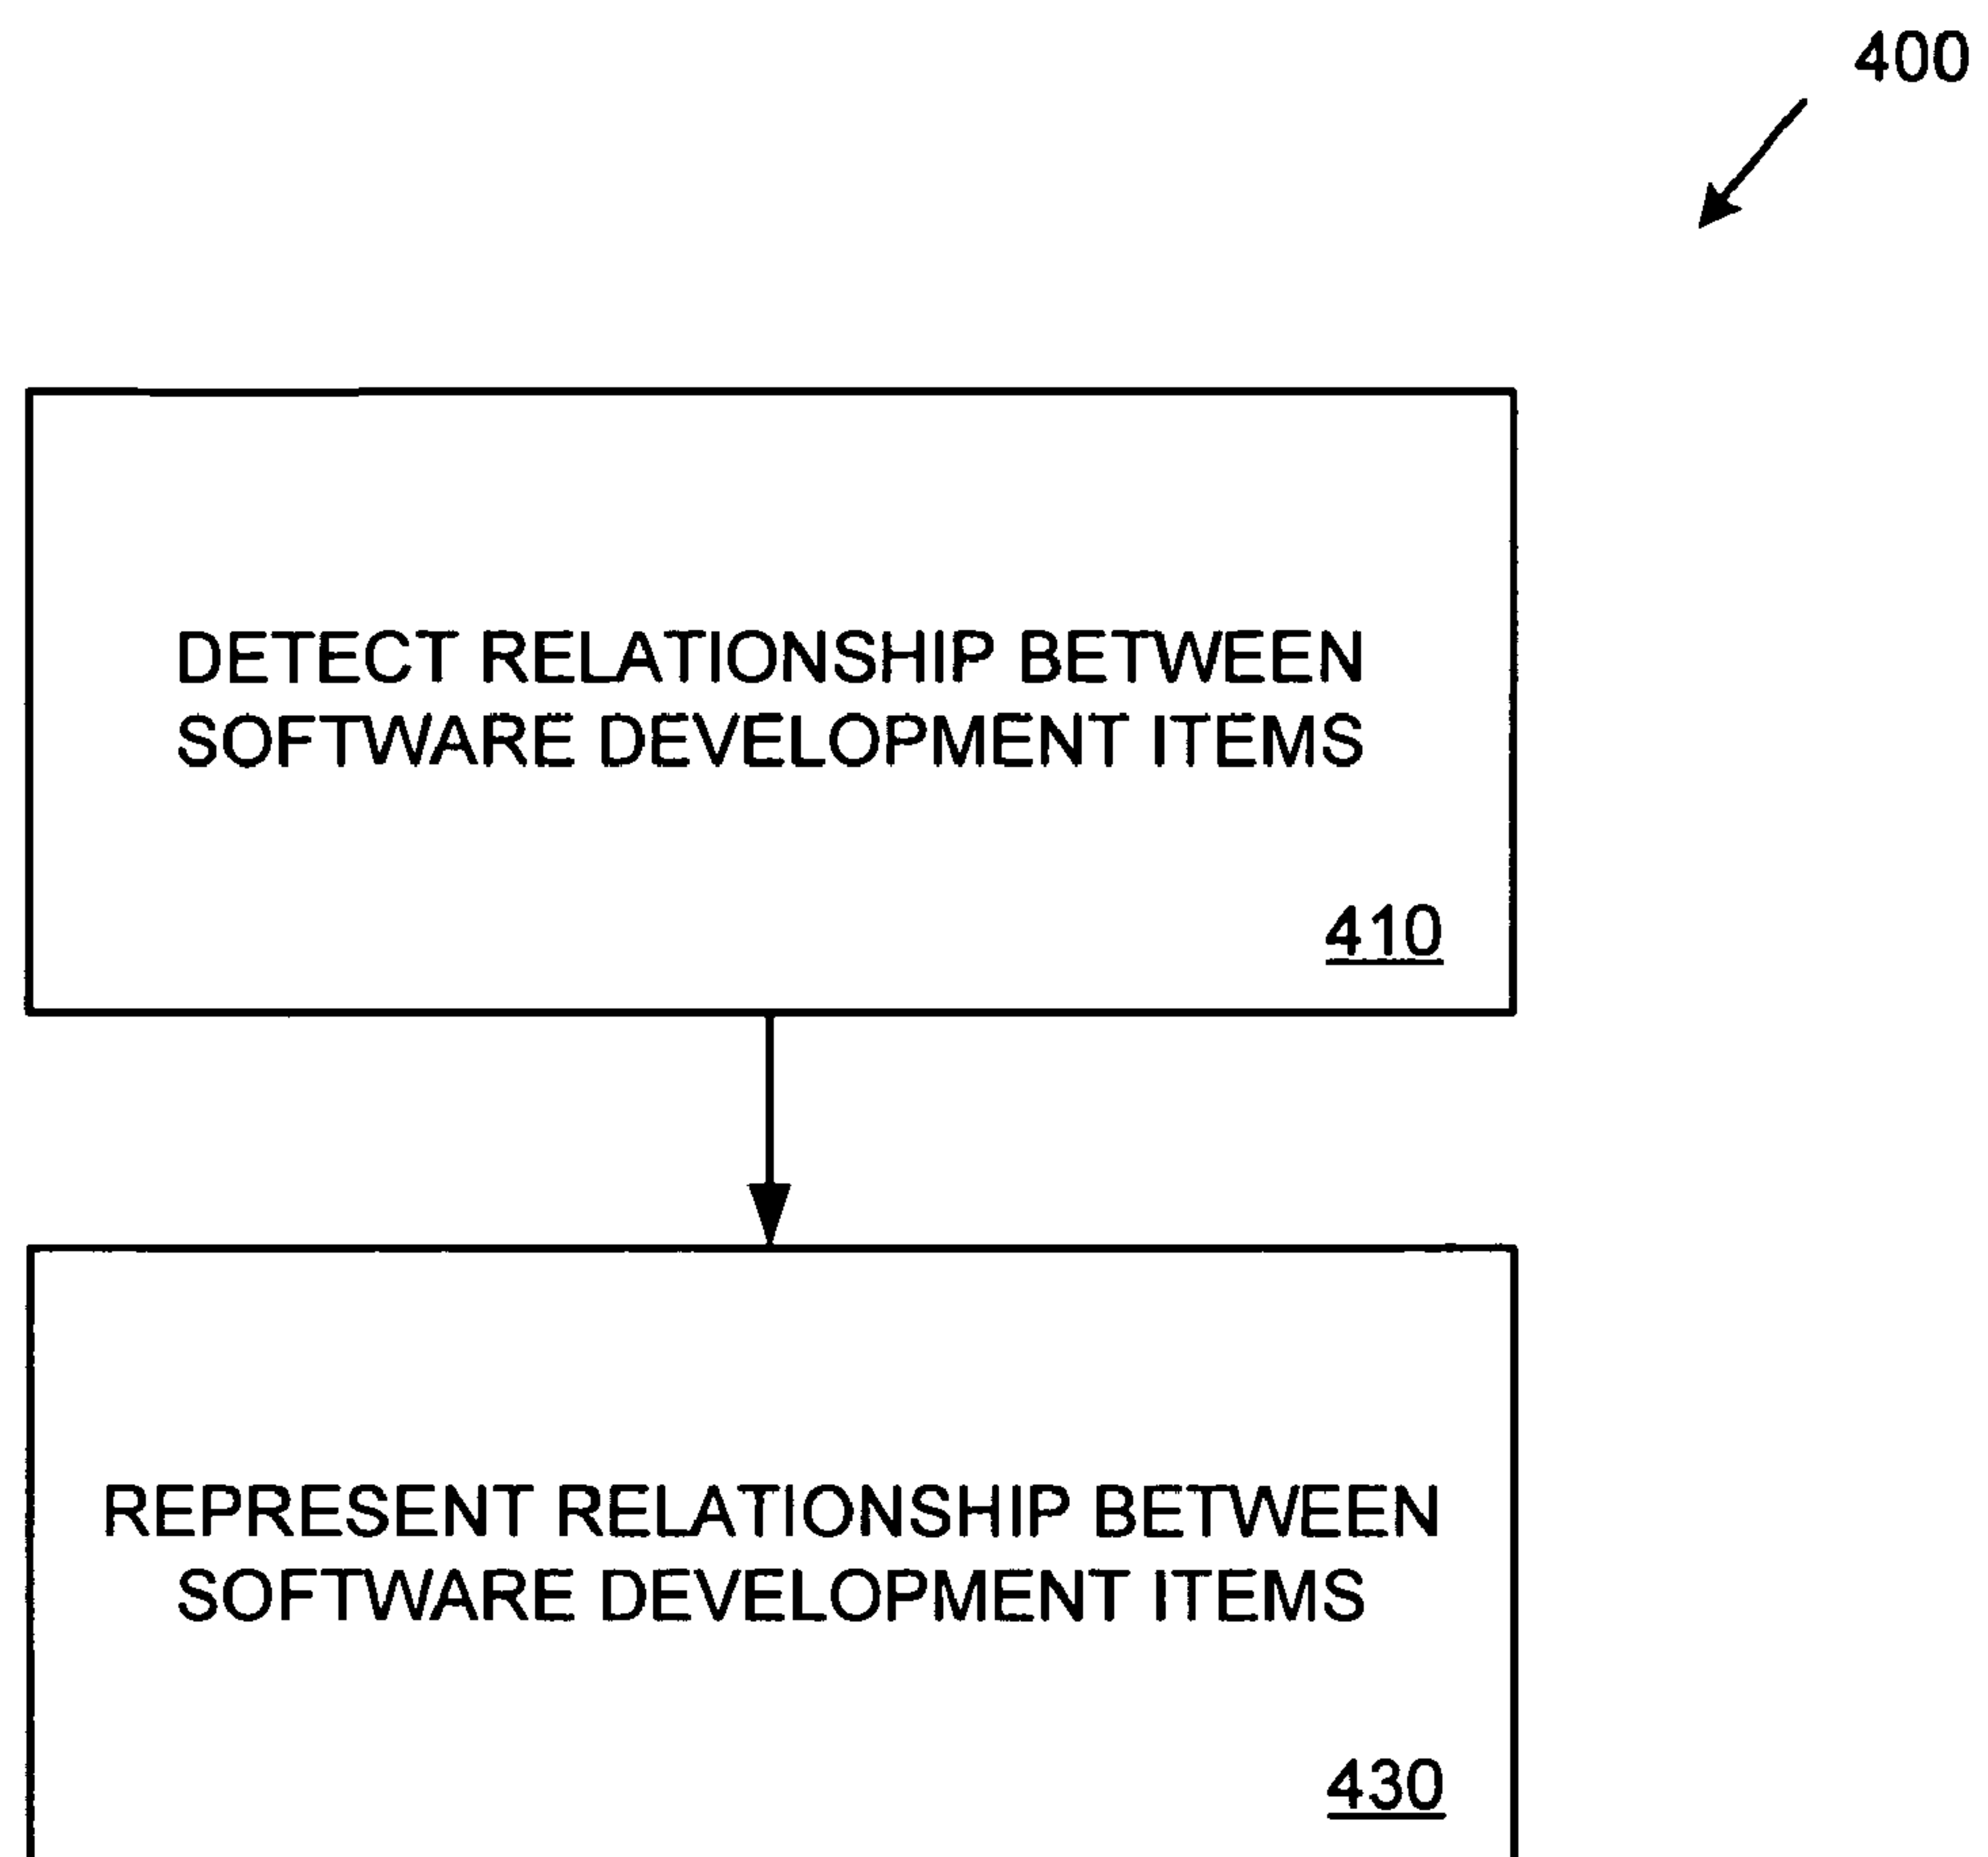 400
DETECT RELATIONSHIP BETWEEN
SOFTWARE DEVELOPMENT ITEMS
410
REPRESENT RELATIONSHIP BETWEEN
SOFTWARE DEVELOPMENT ITEMS
430